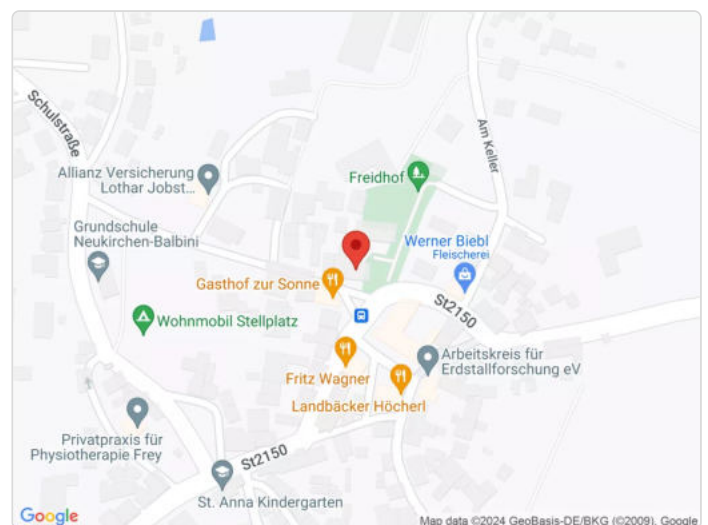 Schulstraße
Am Keller
Allianz Versicherung
Lothar Jobst...
Freidhof
Grundschule
Neukirchen-Balbini
Werner Biebl
Fleischerei
Gasthof zur Sonne
St2150
Wohnmobil Stellplatz
Arbeitskreis für
Erdstallforschung eV
Fritz Wagner
Landbäcker Höcherl
Privatpraxis für
Physiotherapie Frey
St2150
St. Anna Kindergarten
Google
Map data ©2024 GeoBasis-DE/BKG (©2009), Google